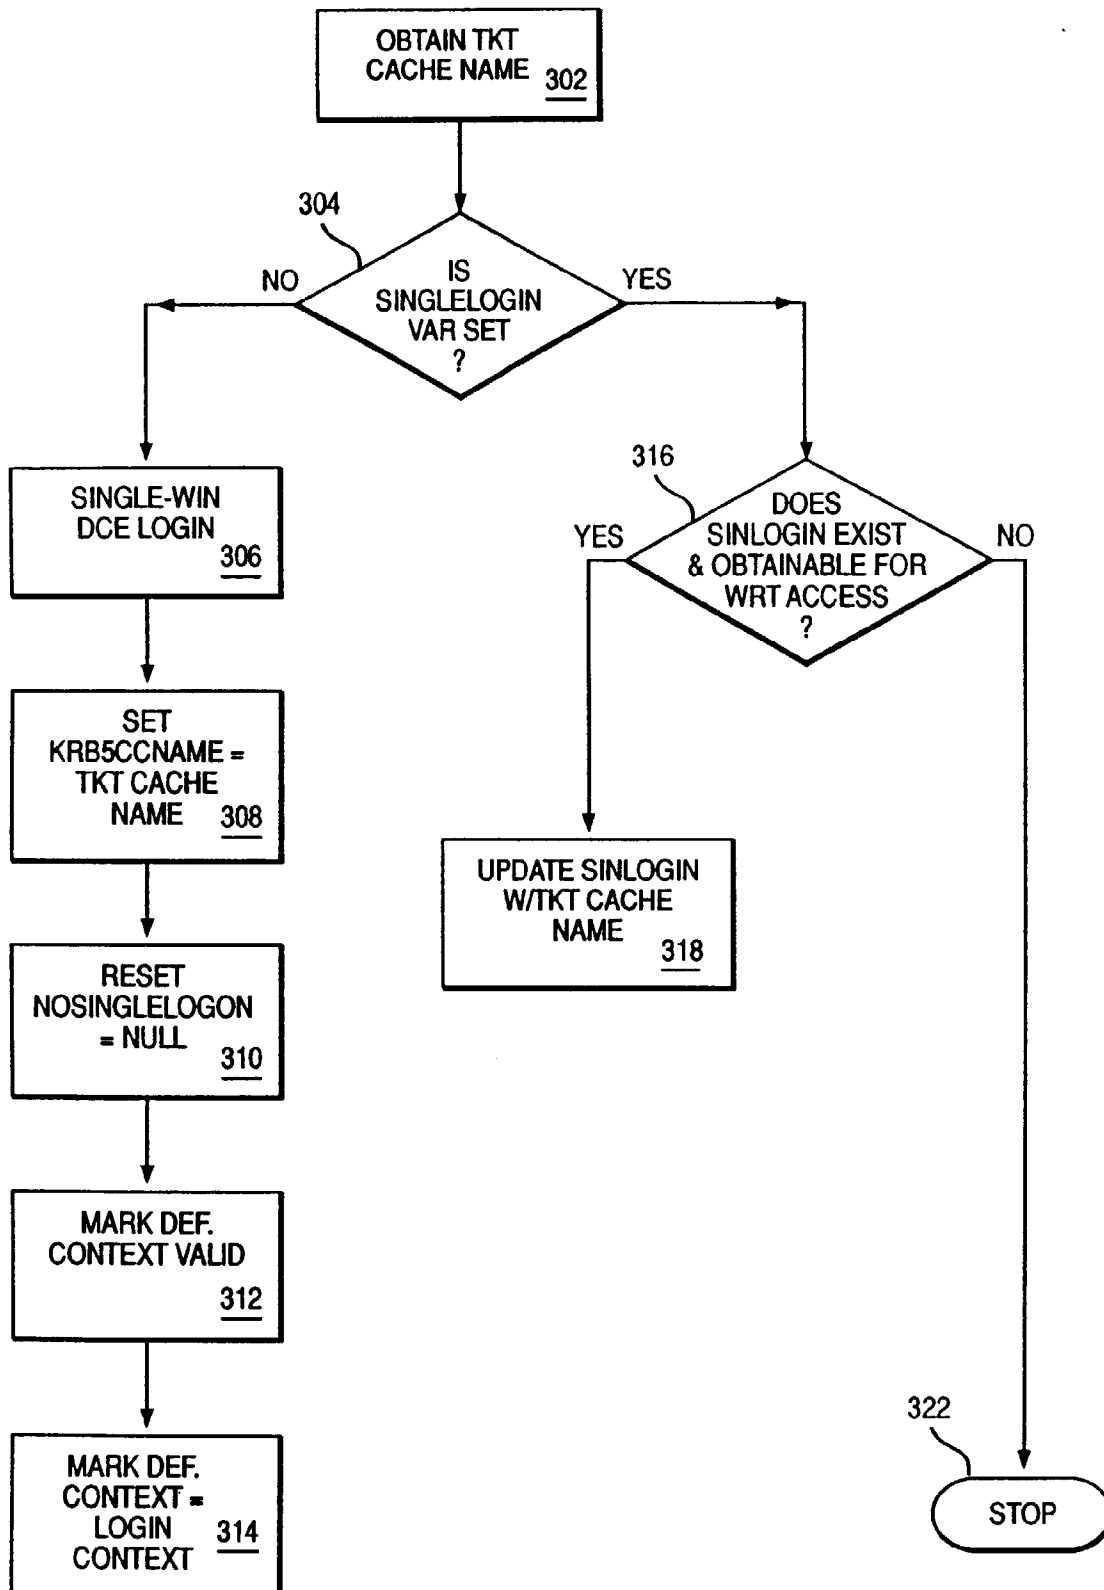 OBTAIN TKT
CACHE NAME
302
304
NO
IS
SINGLELOGIN
VAR SET
?
YES
SINGLE-WIN
DCE LOGIN
306
316
YES
DOES
SINLOGIN EXIST
& OBTAINABLE FOR
WRT ACCESS
?
NO
SET
KRB5CCNAME =
TKT CACHE
NAME
308
UPDATE SINLOGIN
W/TKT CACHE
NAME
318
RESET
NOSINGLELOGON
= NULL
310
MARK DEF.
CONTEXT VALID
312
MARK DEF.
CONTEXT =
LOGIN
CONTEXT
314
322
STOP